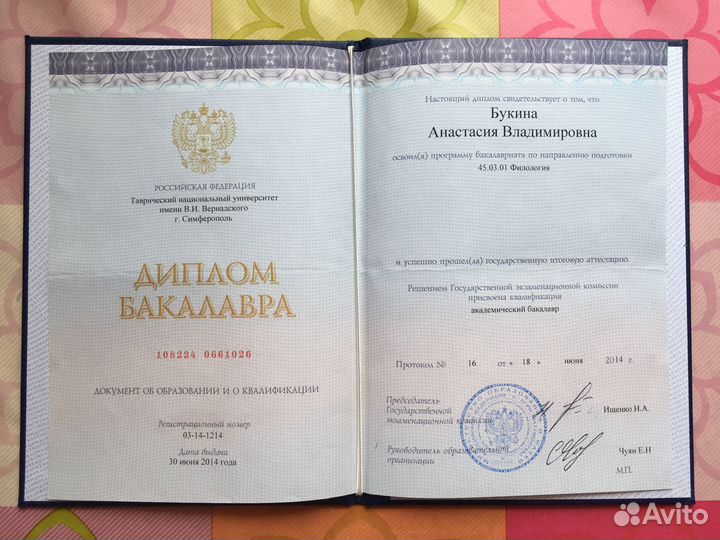 РОССИЙСКАЯ ФЕДЕРАЦИЯ
Таврический национальный университет
имени В.И. Вернадского
г. Симферополь
ДИПЛОМ
БАКАЛАВРА
108224 0661026
ДОКУМЕНТ ОБ ОБРАЗОВАНИИ И О КВАЛИФИКАЦИИ
Регистрационный номер
03-14-1214
Дата выдачи
30 июня 2014 года
Настоящий диплом свидетельствует о том, что
Букина
Анастасия Владимировна
освоил(а) программу бакалавриата по направлению подготовки
45.03.01 Филология
и успешно прошел(ла) государственную итоговую аттестацию.
Решением Государственной экзаменационной комиссии
присвоена квалификация
академический бакалавр
Протокол № 16 от « 18 » июня 2014 г.
Председатель
Государственной
экзаменационной комиссии
Ищенко Н.А.
Руководитель образовательной
организации
Чуян Е.Н
М.П.
Avito